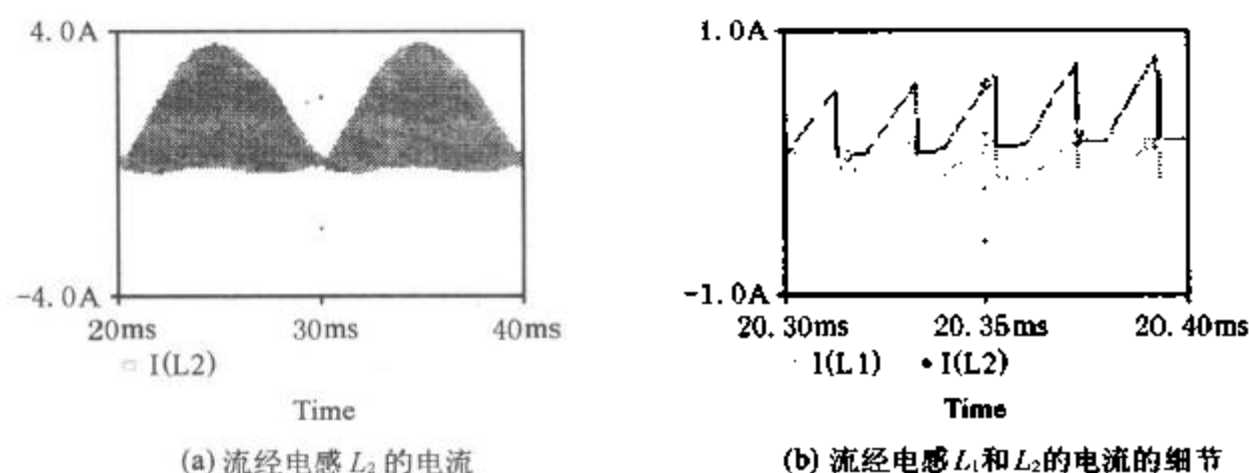 4.0A
-4.0A
20ms 30ms 40ms
I(L2)
Time
(a) 流经电感 L₂ 的电流
1.0A
-1.0A
20.30ms 20.35ms 20.40ms
I(L1) I(L2)
Time
(b) 流经电感L₁和L₂的电流的细节